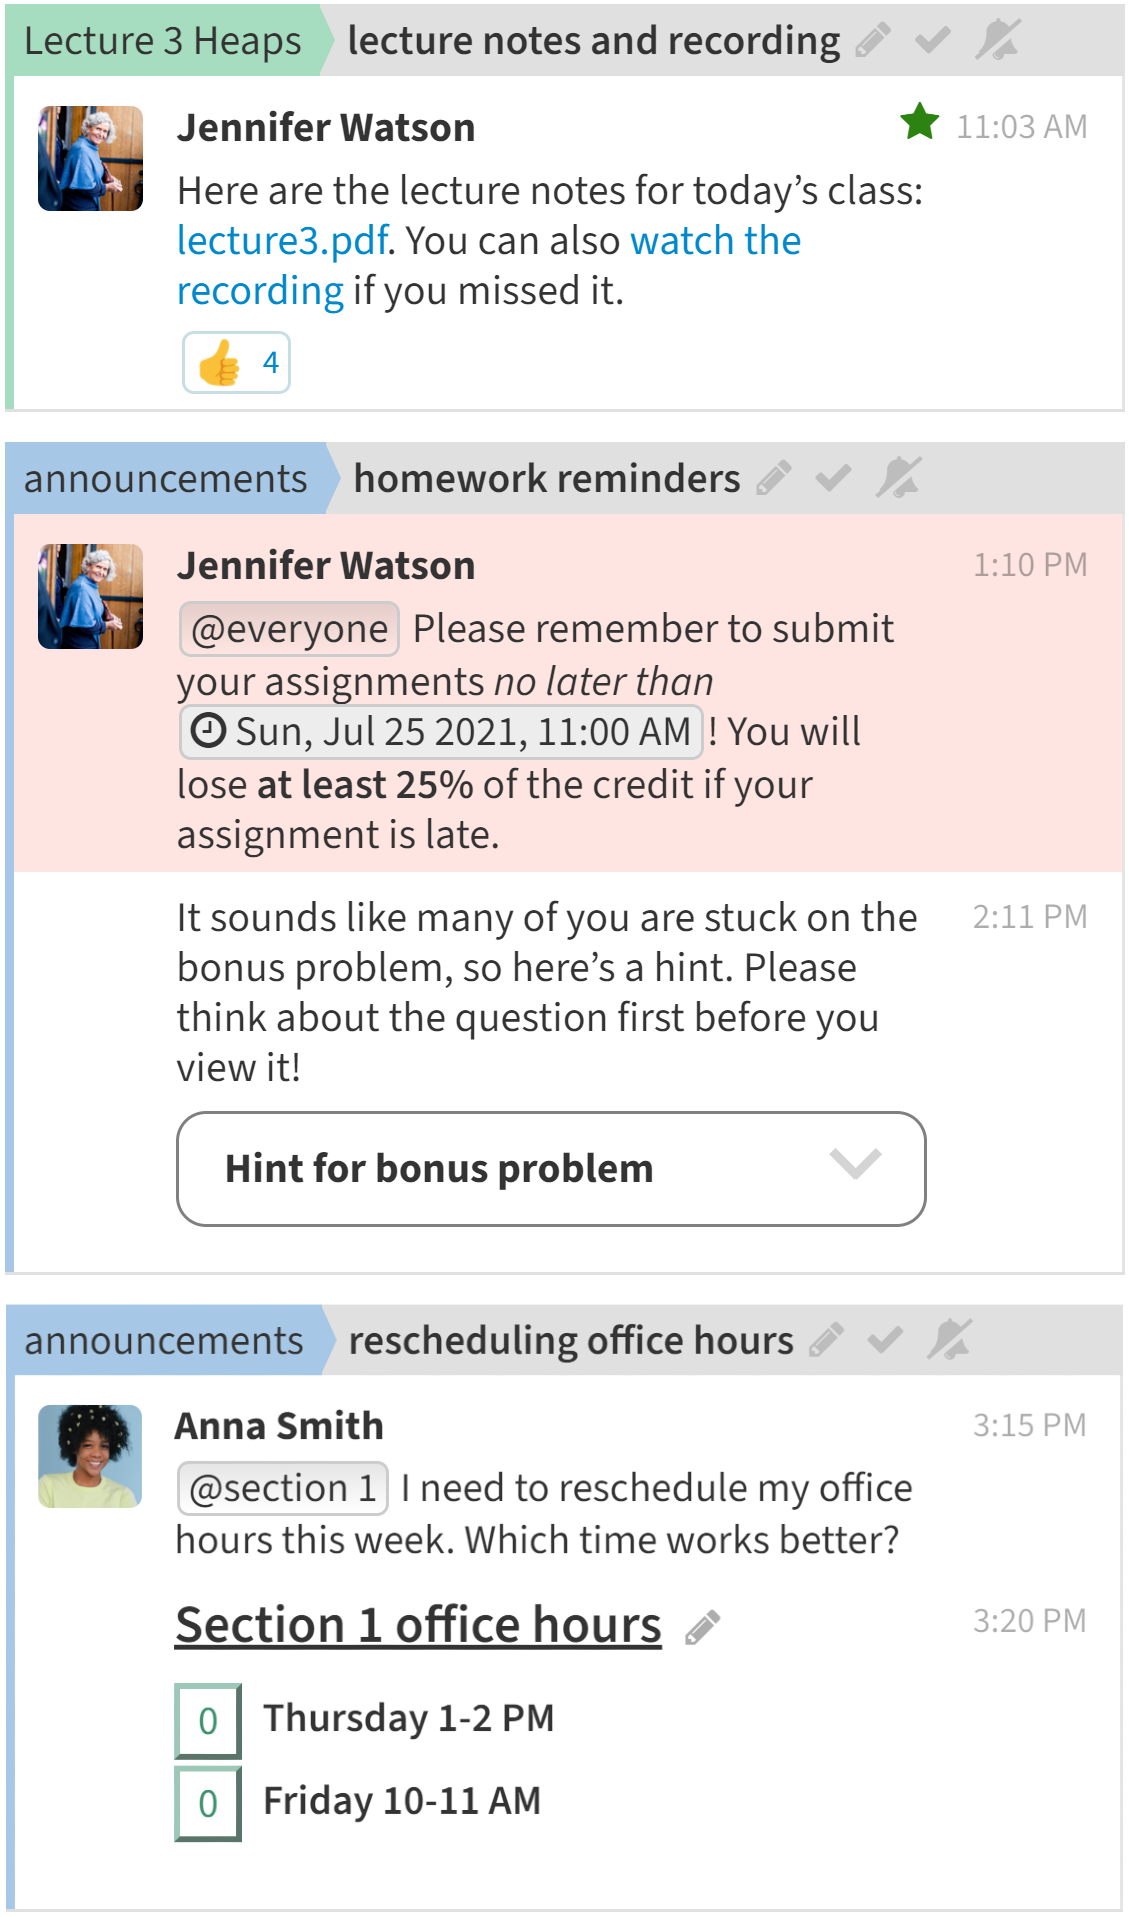 Lecture 3 Heaps lecture notes and recording
Jennifer Watson 11:03 AM
Here are the lecture notes for today’s class:
lecture3.pdf. You can also watch the
recording if you missed it.
4
announcements homework reminders
Jennifer Watson 1:10 PM
@everyone Please remember to submit
your assignments no later than
Sun, Jul 25 2021, 11:00 AM ! You will
lose at least 25% of the credit if your
assignment is late.
It sounds like many of you are stuck on the 2:11 PM
bonus problem, so here’s a hint. Please
think about the question first before you
view it!
Hint for bonus problem
announcements rescheduling office hours
Anna Smith 3:15 PM
@section 1 I need to reschedule my office
hours this week. Which time works better?
Section 1 office hours 3:20 PM
0 Thursday 1-2 PM
0 Friday 10-11 AM